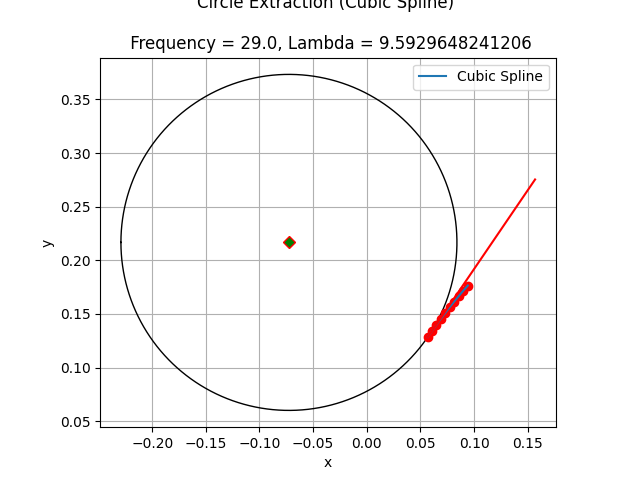 Circle Extraction (Cubic Spline)
Frequency = 29.0, Lambda = 9.5929648241206
Cubic Spline
0.35
0.30
0.25
0.20
0.15
0.10
0.05
y
−0.20 −0.15 −0.10 −0.05 0.00 0.05 0.10 0.15
x